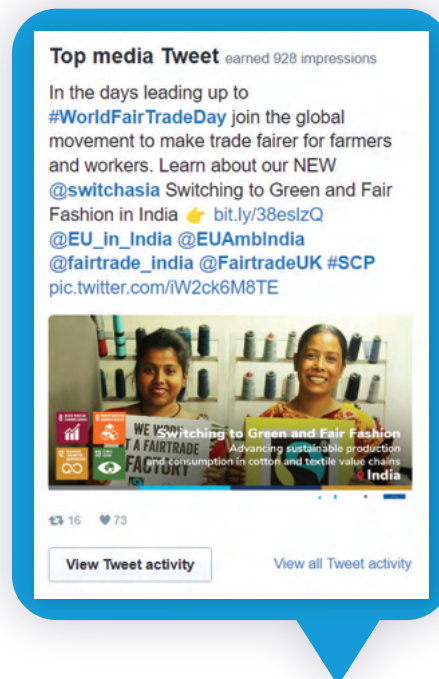 Top media Tweet earned 928 impressions
In the days leading up to
#WorldFairTradeDay join the global
movement to make trade fairer for farmers
and workers. Learn about our NEW
@switchasia Switching to Green and Fair
Fashion in India 👉 bit.ly/38eslzQ
@EU_in_India @EUAmbIndia
@fairtrade_india @FairtradeUK #SCP
pic.twitter.com/iW2ck6M8TE
WE WORK
T A FAIRTRADE
FACTORY
Switching to Green and Fair Fashion
Advancing sustainable production
and consumption in cotton and textile value chains
India
8
12
13
16 73
View Tweet activity View all Tweet activity